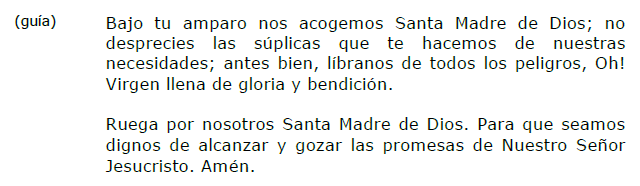 (guía) Bajo tu amparo nos acogemos Santa Madre de Dios; no
desprecies las súplicas que te hacemos de nuestras
necesidades; antes bien, líbranos de todos los peligros, Oh!
Virgen llena de gloria y bendición.
Ruega por nosotros Santa Madre de Dios. Para que seamos
dignos de alcanzar y gozar las promesas de Nuestro Señor
Jesucristo. Amén.